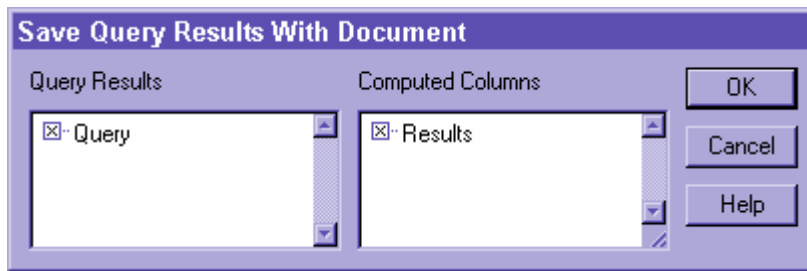 Save Query Results With Document
Query Results
Computed Columns
OK
Query
Results
Cancel
Help